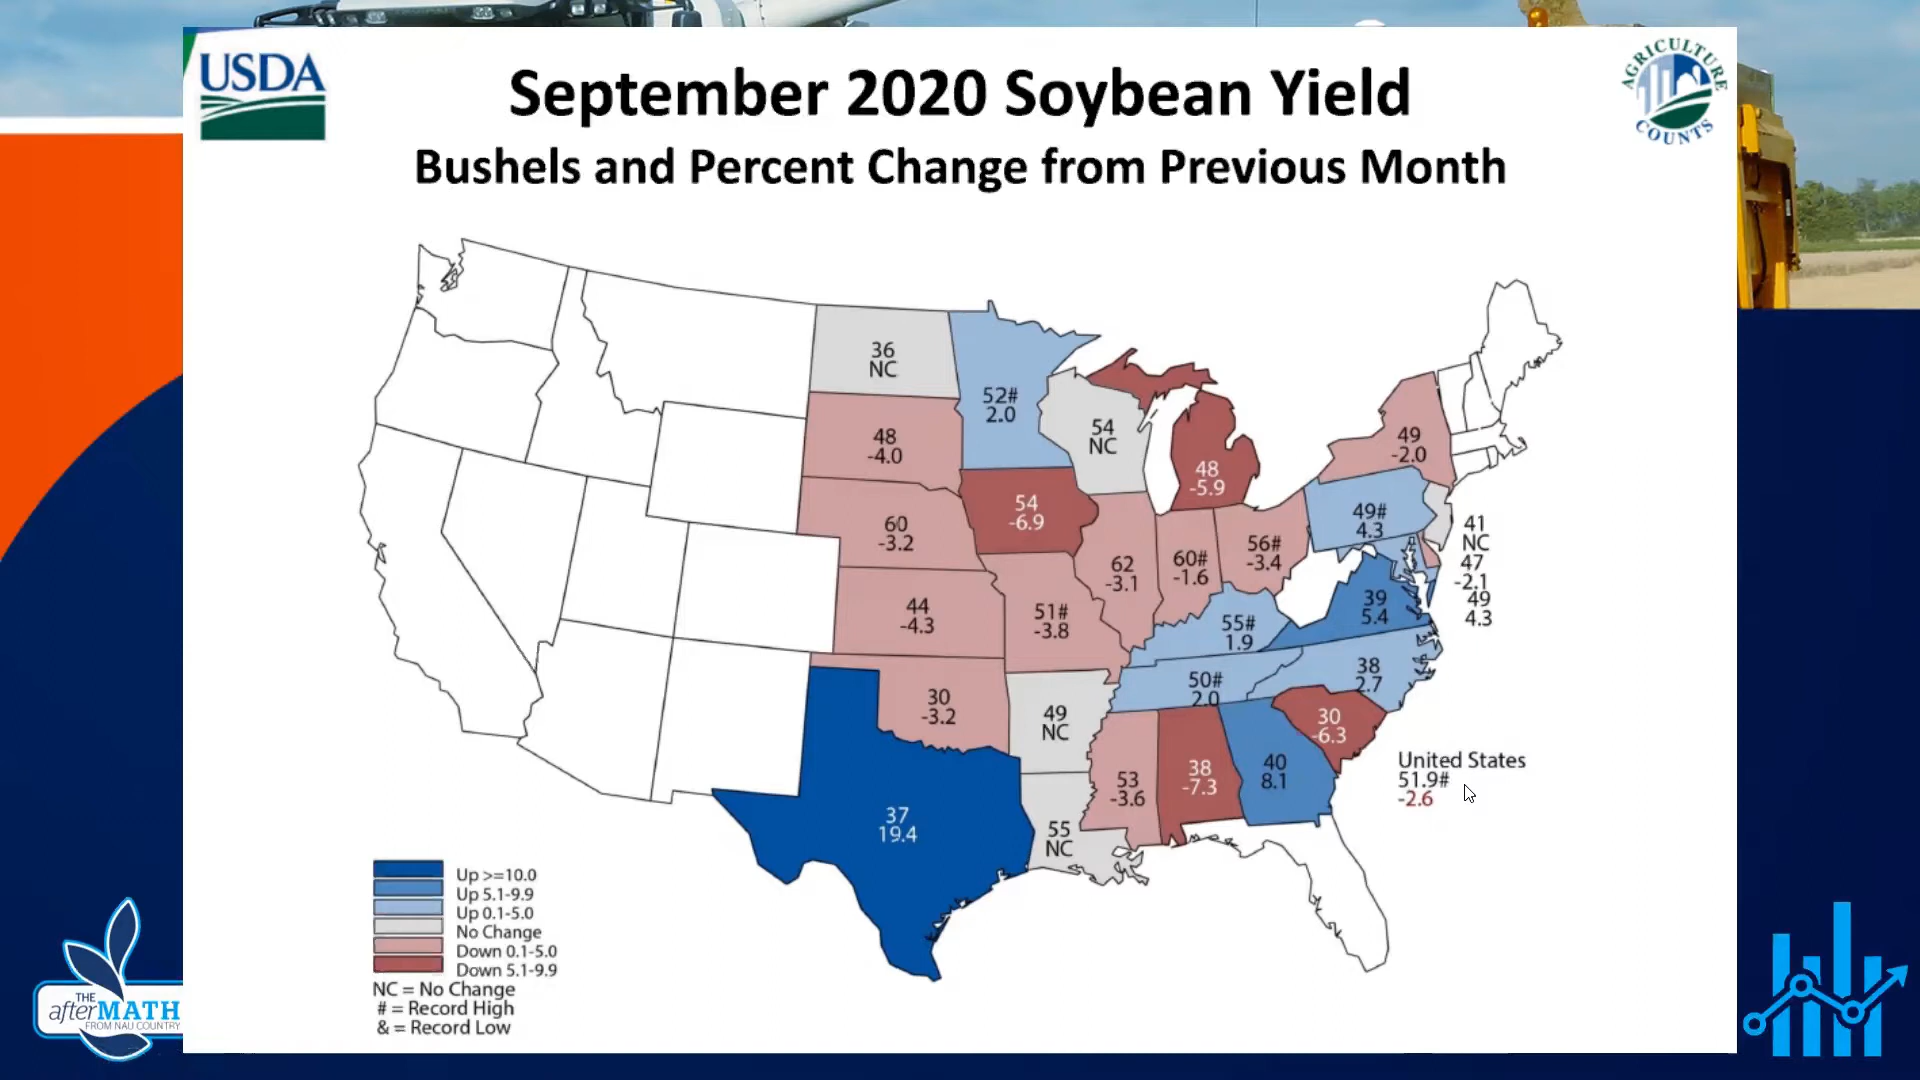 USDA
AGRICULTURE
COUNTS
September 2020 Soybean Yield
Bushels and Percent Change from Previous Month
36
NC
52#
2.0
54
NC
48
-4.0
48
-5.9
49
-2.0
54
-6.9
60
-3.2
49#
4.3
41
NC
47
-2.1
49
4.3
62
-3.1
60#
-1.6
56#
-3.4
44
-4.3
51#
-3.8
55#
1.9
39
5.4
38
2.7
50#
2.0
30
-3.2
49
NC
30
-6.3
53
-3.6
38
-7.3
40
8.1
37
19.4
55
NC
United States
51.9#
-2.6
Up >=10.0
Up 5.1-9.9
Up 0.1-5.0
No Change
Down 0.1-5.0
Down 5.1-9.9
NC = No Change
# = Record High
& = Record Low
THE
afterMATH
FROM NAU COUNTRY